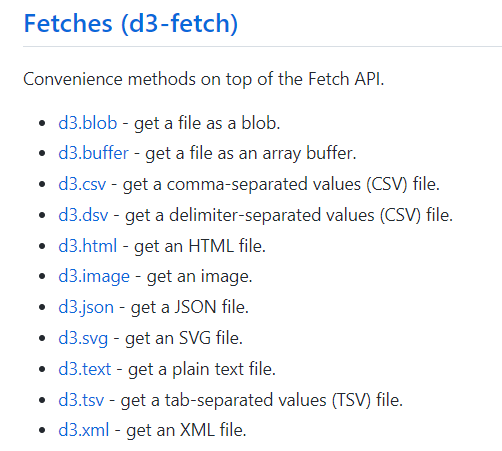 Fetches (d3-fetch)
Convenience methods on top of the Fetch API.
d3.blob - get a file as a blob.
d3.buffer - get a file as an array buffer.
d3.csv - get a comma-separated values (CSV) file.
d3.dsv - get a delimiter-separated values (CSV) file.
d3.html - get an HTML file.
d3.image - get an image.
d3.json - get a JSON file.
d3.svg - get an SVG file.
d3.text - get a plain text file.
d3.tsv - get a tab-separated values (TSV) file.
d3.xml - get an XML file.